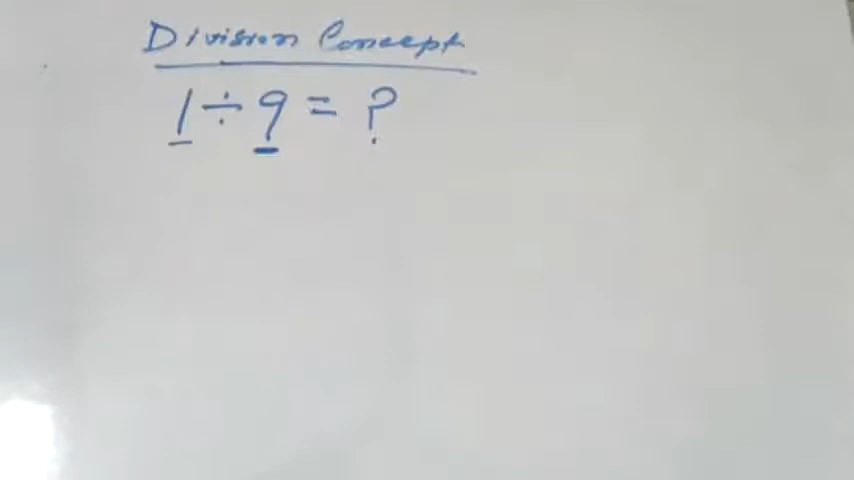 Division Concept
1 ÷ 9 = ?